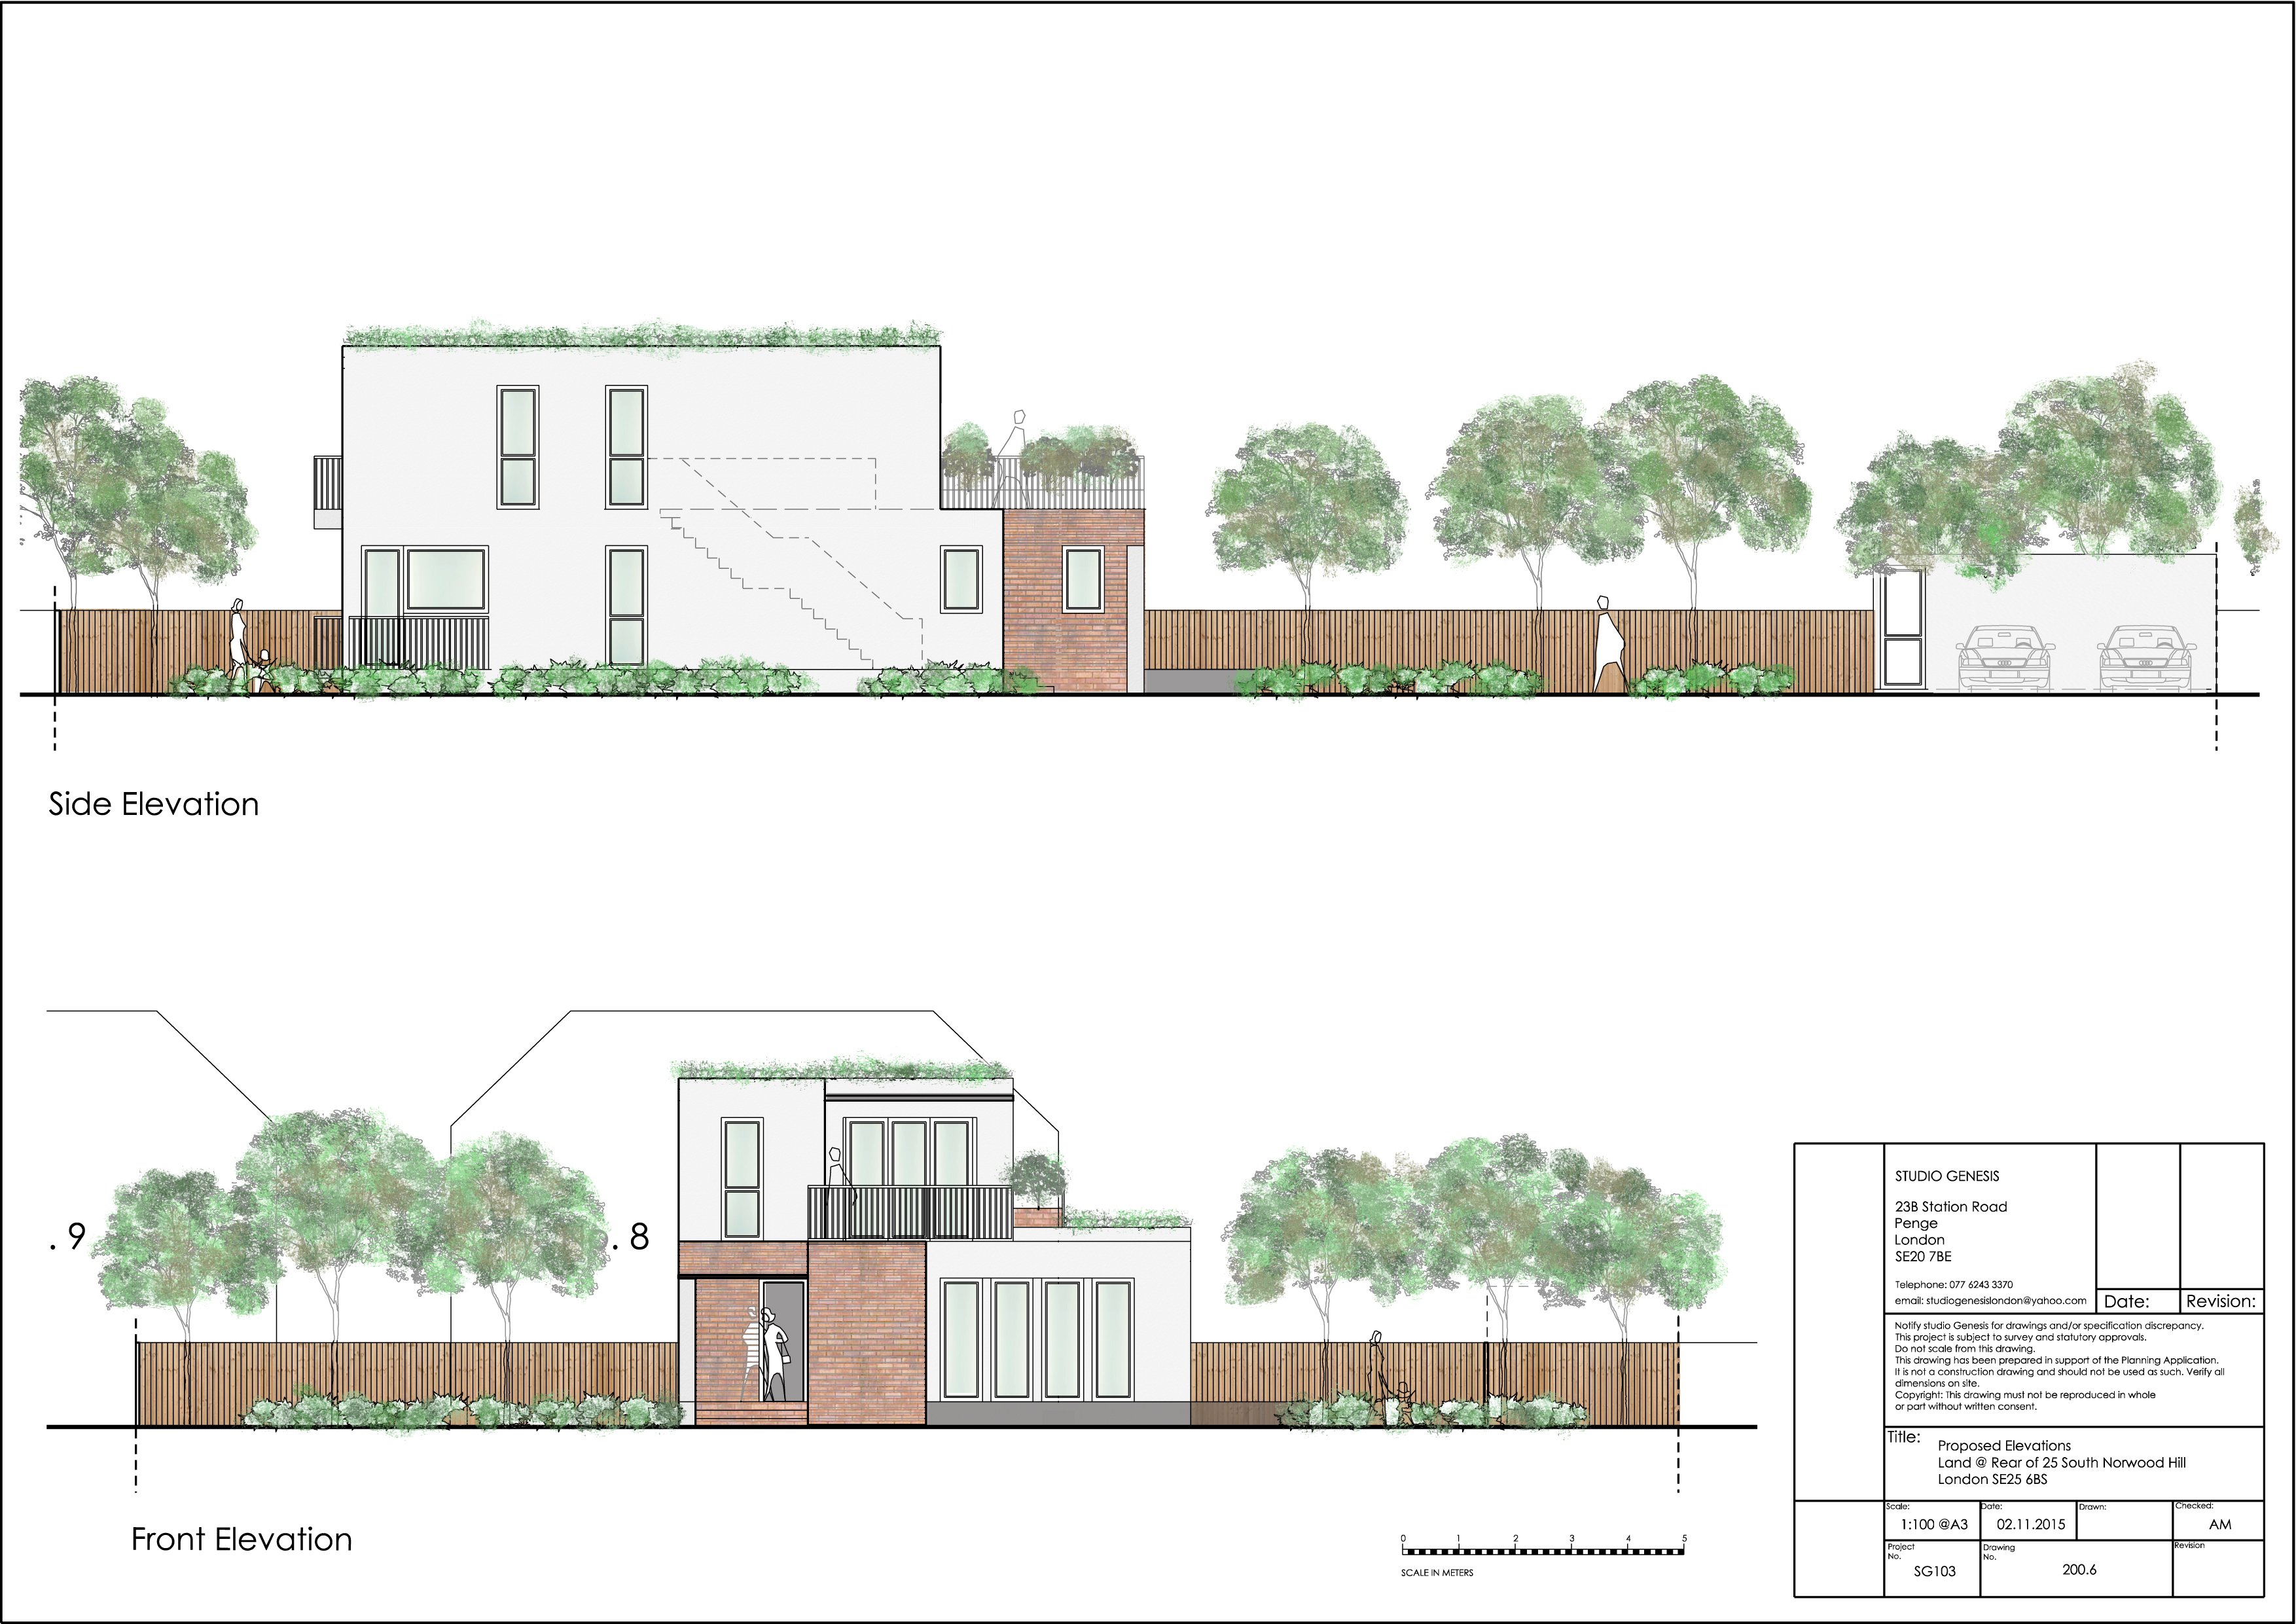 Side Elevation
. 9
. 8
Front Elevation
0 1 2 3 4 5
SCALE IN METERS
STUDIO GENESIS
23B Station Road
Penge
London
SE20 7BE
Telephone: 077 6243 3370
email: studiogenesislondon@yahoo.com
Date:
Revision:
Notify studio Genesis for drawings and/or specification discrepancy.
This project is subject to survey and statutory approvals.
Do not scale from this drawing.
This drawing has been prepared in support of the Planning Application.
It is not a construction drawing and should not be used as such. Verify all
dimensions on site.
Copyright: This drawing must not be reproduced in whole
or part without written consent.
Title:
Proposed Elevations
Land @ Rear of 25 South Norwood Hill
London SE25 6BS
Scale:
1:100 @A3
Date:
02.11.2015
Drawn:
Checked:
AM
Project
No.
SG103
Drawing
No.
200.6
Revision